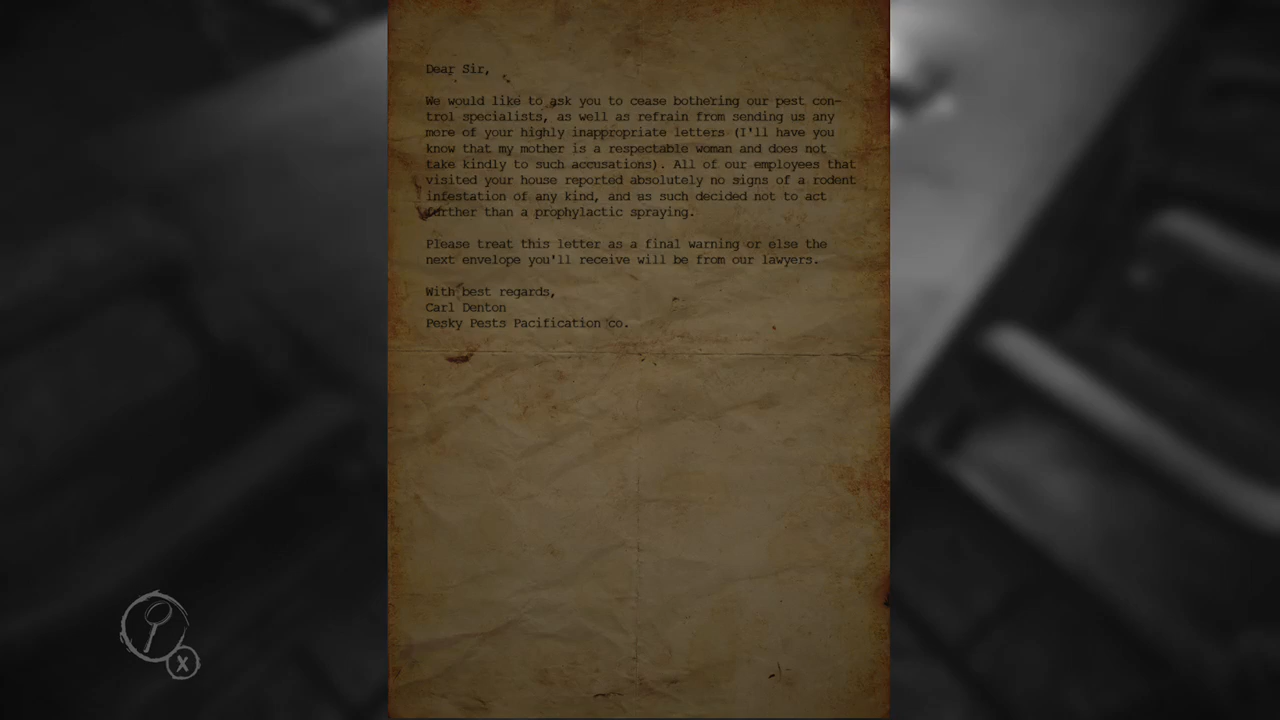 Dear Sir,
We would like to ask you to cease bothering our pest con-
trol specialists, as well as refrain from sending us any
more of your highly inappropriate letters (I'll have you
know that my mother is a respectable woman and does not
take kindly to such accusations). All of our employees that
visited your house reported absolutely no signs of a rodent
infestation of any kind, and as such decided not to act
further than a prophylactic spraying.
Please treat this letter as a final warning or else the
next envelope you'll receive will be from our lawyers.
With best regards,
Carl Denton
Pesky Pests Pacification co.
X